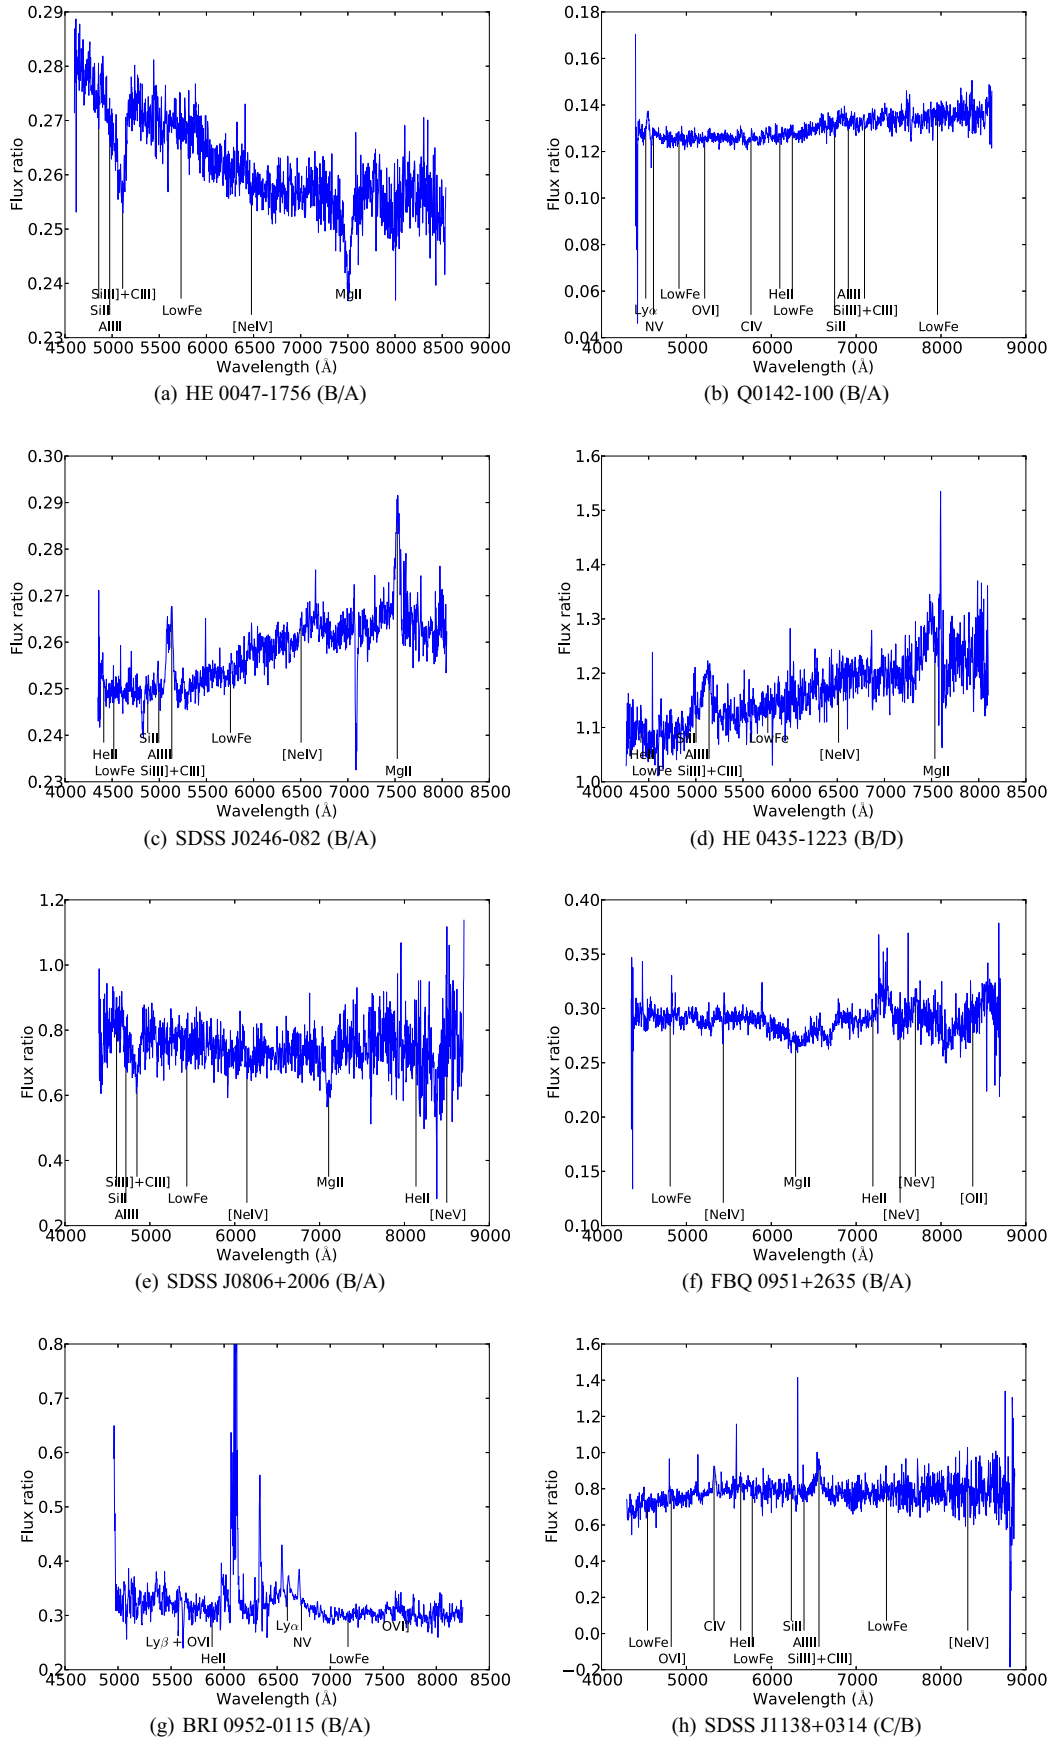 0.29
0.28
0.27
0.26
0.25
0.24
0.23
Flux ratio
SiIII]+CIII]
SiII
AlIII
LowFe
[NeIV]
MgII
4500 5000 5500 6000 6500 7000 7500 8000 8500
Wavelength (Å)
(a) HE 0047-1756 (B/A)
0.18
0.16
0.14
0.12
0.10
0.08
0.06
0.04
Flux ratio
Lyα
NV
LowFe
OVI]
CIV
HeII
LowFe
SiII
AlIII
SiIII]+CIII]
LowFe
4000 5000 6000 7000 8000 9000
Wavelength (Å)
(b) Q0142-100 (B/A)
0.30
0.29
0.28
0.27
0.26
0.25
0.24
0.23
Flux ratio
HeII
LowFe
SiII
AlIII
SiIII]+CIII]
LowFe
[NeIV]
MgII
4000 4500 5000 5500 6000 6500 7000 7500 8000 8500
Wavelength (Å)
(c) SDSS J0246-082 (B/A)
1.6
1.5
1.4
1.3
1.2
1.1
1.0
Flux ratio
HeII
LowFe
SiII
AlIII
SiIII]+CIII]
LowFe
[NeIV]
MgII
4000 4500 5000 5500 6000 6500 7000 7500 8000 8500
Wavelength (Å)
(d) HE 0435-1223 (B/D)
1.2
1.0
0.8
0.6
0.4
0.2
Flux ratio
SiIII]+CIII]
SiII
AlIII
LowFe
[NeIV]
MgII
HeII
[NeV]
4000 5000 6000 7000 8000 9000
Wavelength (Å)
(e) SDSS J0806+2006 (B/A)
0.40
0.35
0.30
0.25
0.20
0.15
0.10
Flux ratio
LowFe
[NeIV]
MgII
HeII
[NeV]
[NeV]
[OII]
4000 5000 6000 7000 8000 9000
Wavelength (Å)
(f) FBQ 0951+2635 (B/A)
0.8
0.7
0.6
0.5
0.4
0.3
0.2
Flux ratio
Lyβ + OVI
HeII
Lyα
NV
LowFe
OVI]
5000 5500 6000 6500 7000 7500 8000 8500
Wavelength (Å)
(g) BRI 0952-0115 (B/A)
1.6
1.4
1.2
1.0
0.8
0.6
0.4
0.2
0.0
−0.2
Flux ratio
LowFe
OVI]
CIV
HeII
LowFe
SiII
AlIII
SiIII]+CIII]
LowFe
[NeIV]
4000 5000 6000 7000 8000 9000
Wavelength (Å)
(h) SDSS J1138+0314 (C/B)